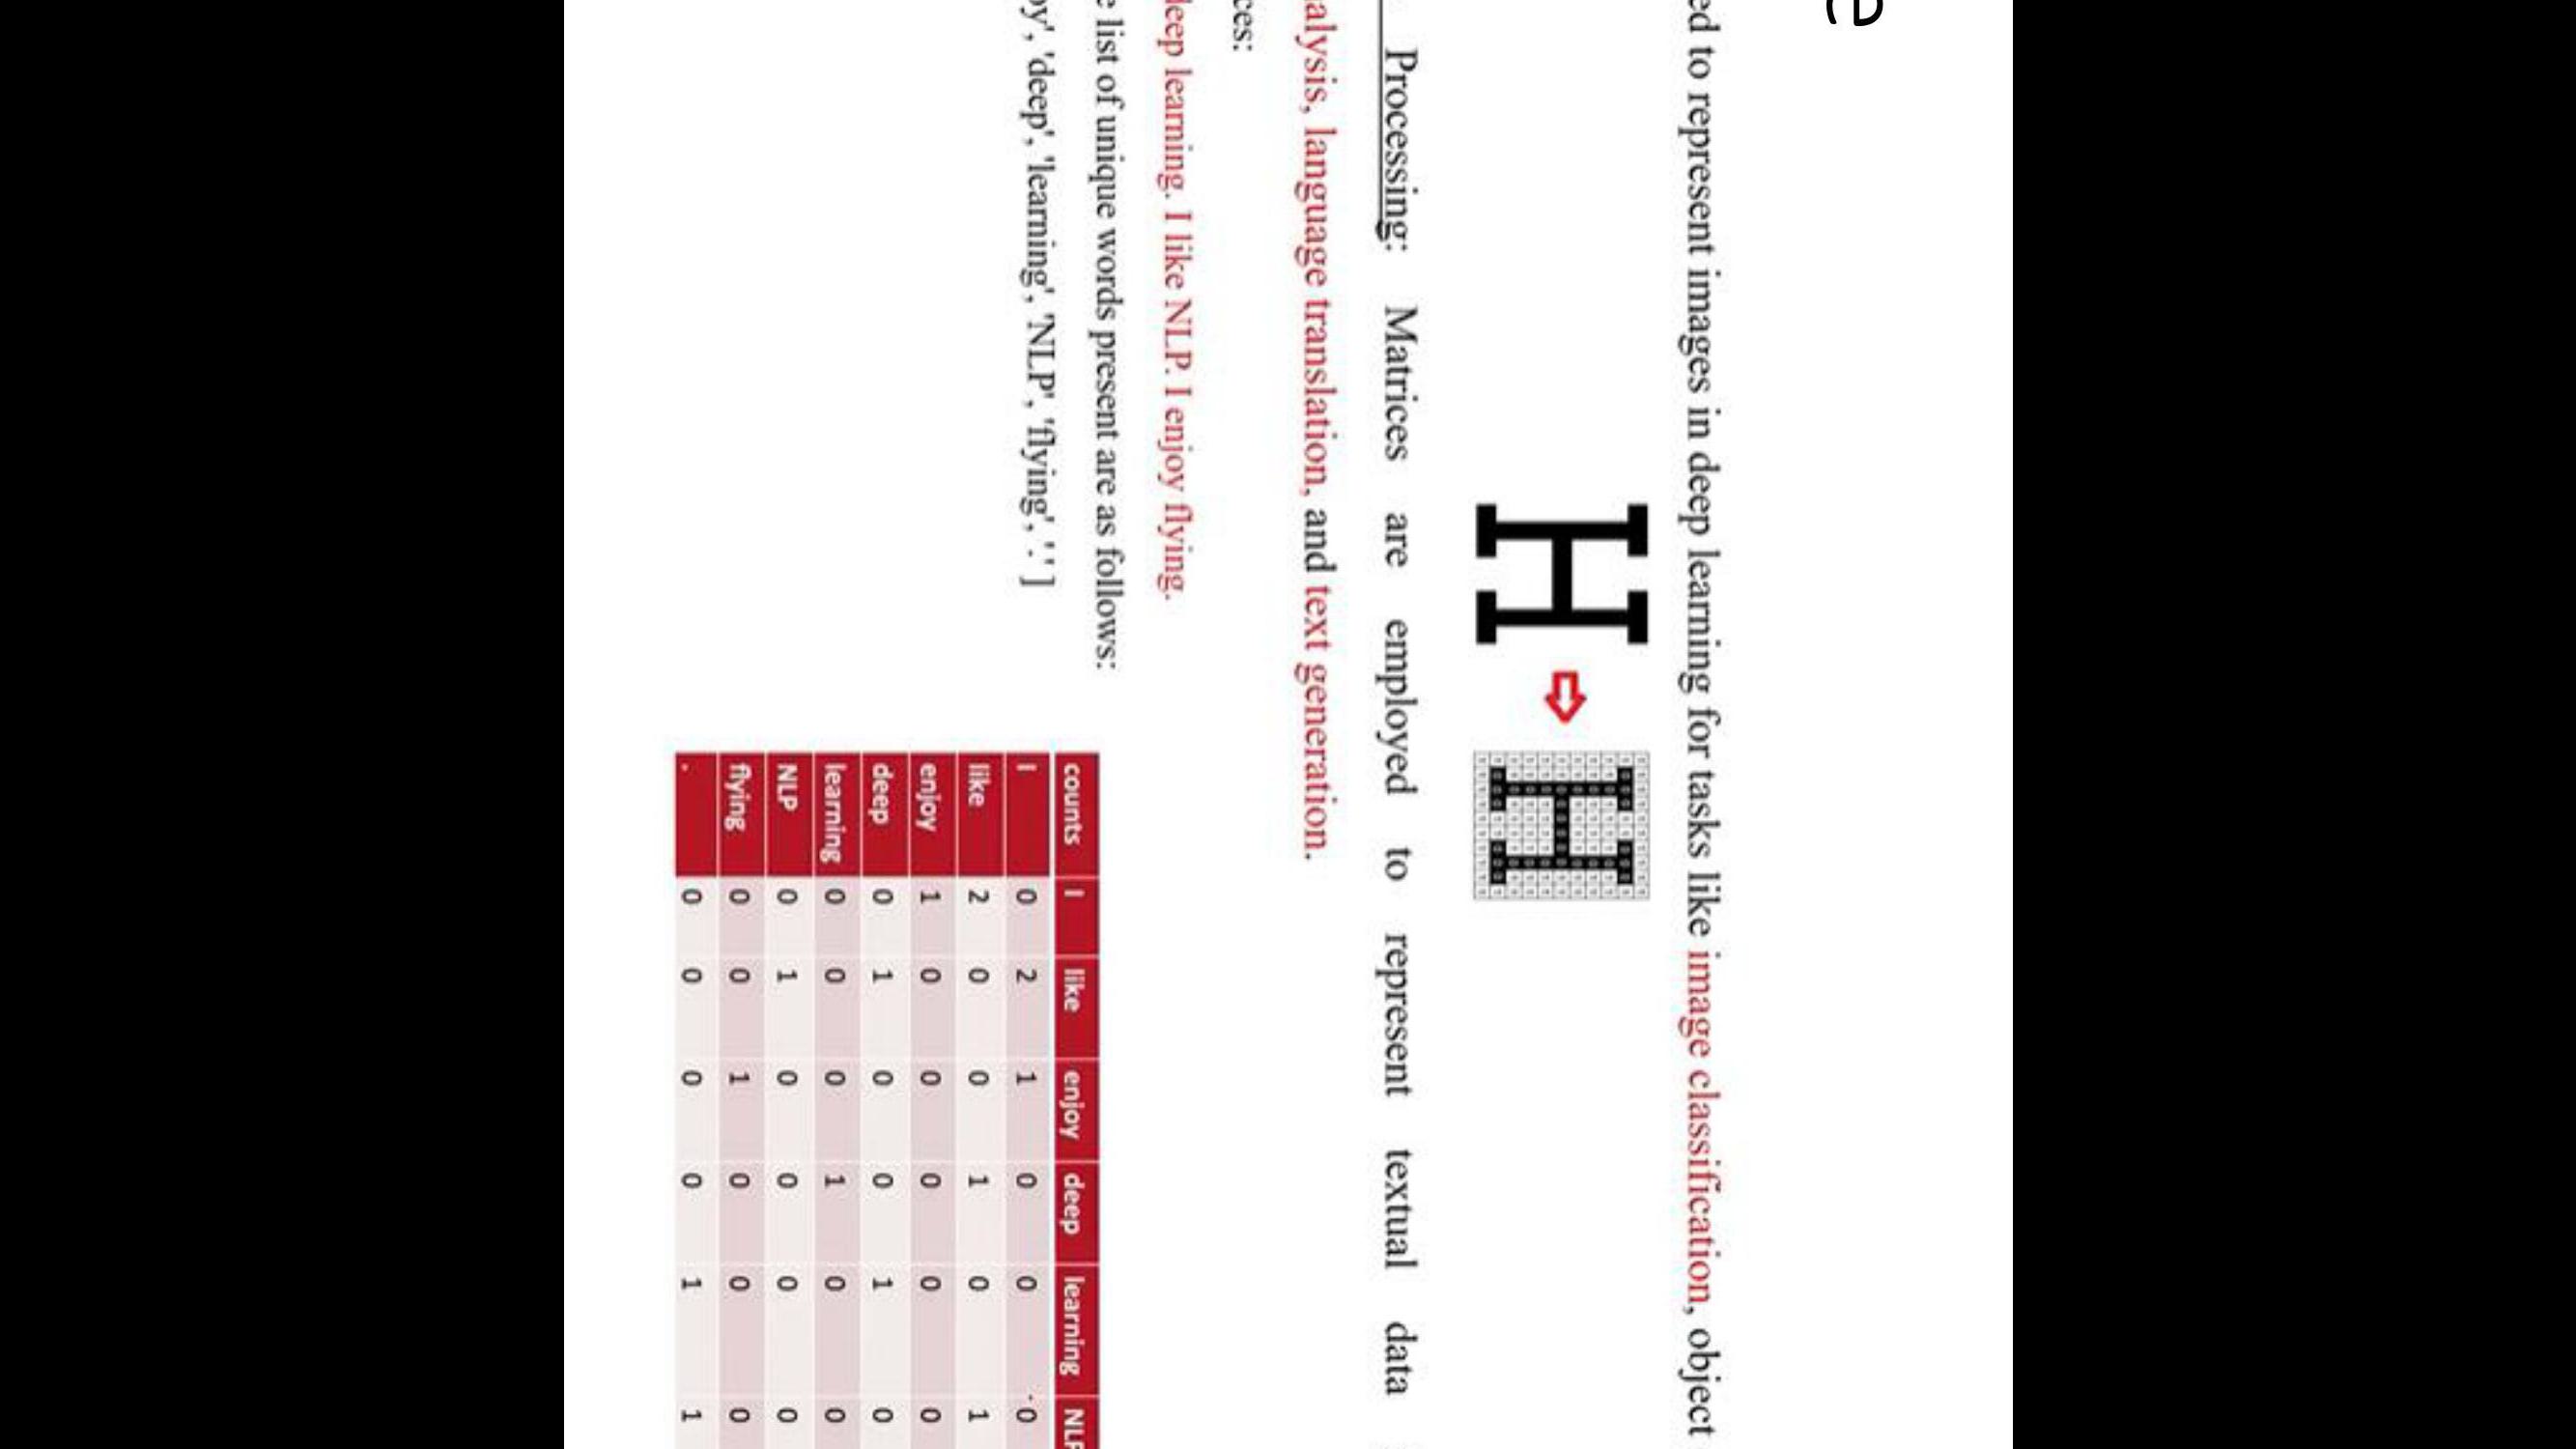 e
ed to represent images in deep learning for tasks like image classification, object
Processing: Matrices are employed to represent textual data
alysis, language translation, and text generation.
ces:
deep learning. I like NLP. I enjoy flying.
e list of unique words present are as follows:
oy', 'deep', 'learning', 'NLP', 'flying', '.' ]
counts I like enjoy deep learning NLP
I 0 2 1 0 0 0
like 2 0 0 1 0 1
enjoy 1 0 0 0 0 0
deep 0 1 0 0 1 0
learning 0 0 0 1 0 0
NLP 0 1 0 0 0 0
flying 0 0 1 0 0 0
. 0 0 0 0 1 1
H
H